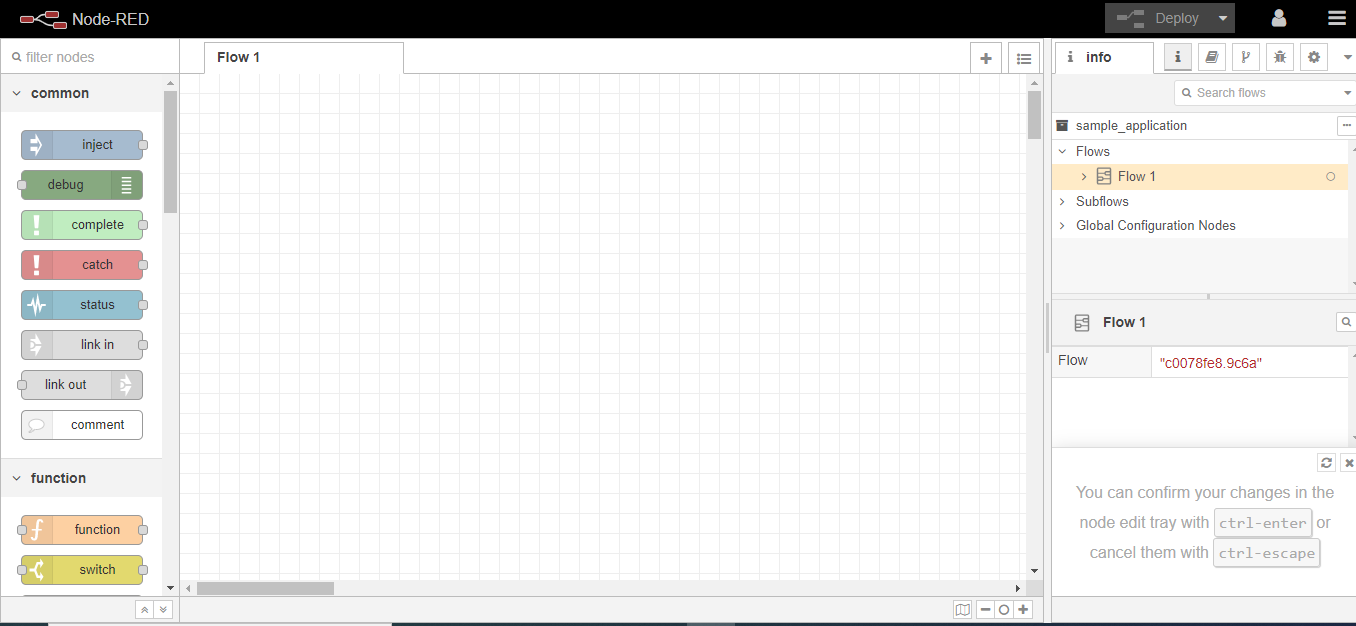 Node-RED
Deploy
filter nodes
Flow 1
info
Search flows
common
inject
debug
complete
catch
status
link in
link out
comment
function
function
switch
sample_application
Flows
Flow 1
Subflows
Global Configuration Nodes
Flow 1
Flow
"c0078fe8.9c6a"
You can confirm your changes in the
node edit tray with ctrl-enter or
cancel them with ctrl-escape